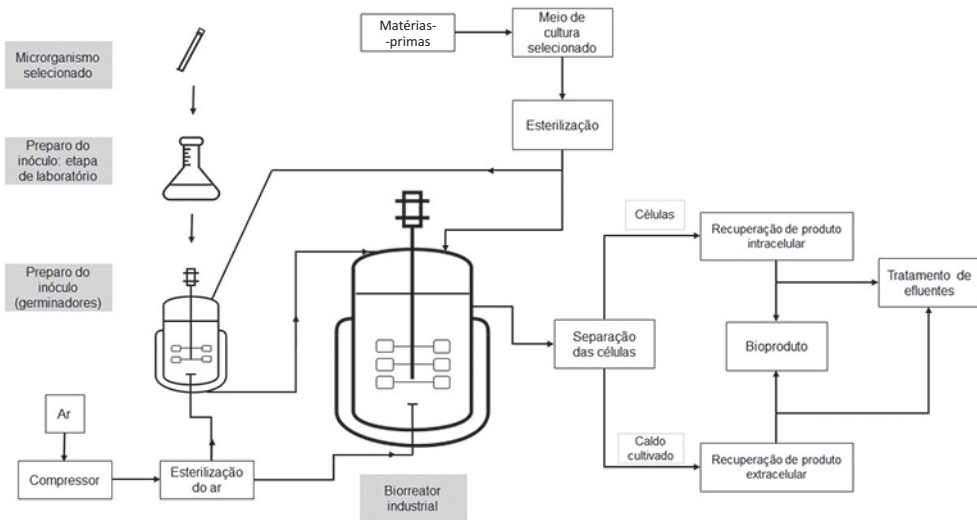 Matérias-
-primas
Meio de
cultura
selecionado
Microrganismo
selecionado
Esterilização
Preparo do
inóculo: etapa
de laboratório
Células
Recuperação de produto
intracelular
Preparo do
inóculo
(germinadores)
Tratamento de
efluentes
Separação
das células
Bioproduto
Ar
Caldo
cultivado
Compressor
Esterilização
do ar
Recuperação de produto
extracelular
Biorreator
industrial